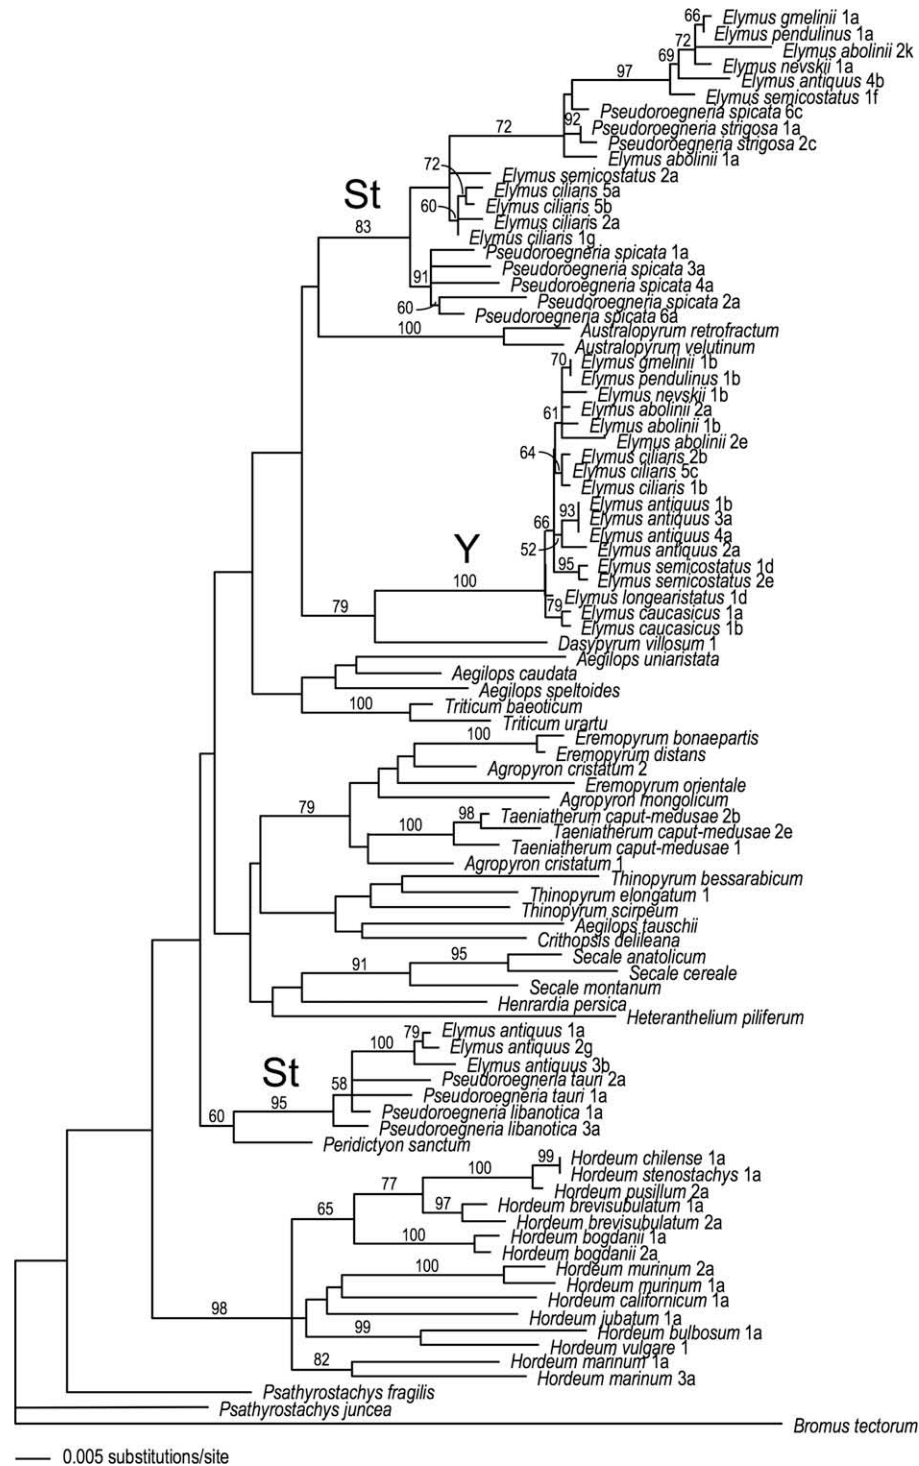 66
Elymus gmelinii 1a
Elymus pendulinus 1a
72
Elymus abolinii 2k
69
Elymus nevskii 1a
97
Elymus antiquus 4b
Elymus semicostatus 1f
Pseudoroegneria spicata 6c
92
Pseudoroegneria strigosa 1a
72
Pseudoroegneria strigosa 2c
Elymus abolinii 1a
72
Elymus semicostatus 2a
St
Elymus ciliaris 5a
60
Elymus ciliaris 5b
83
Elymus ciliaris 2a
Elymus ciliaris 1g
Pseudoroegneria spicata 1a
91
Pseudoroegneria spicata 3a
Pseudoroegneria spicata 4a
60
Pseudoroegneria spicata 2a
Pseudoroegneria spicata 6a
100
Australopyrum retrofractum
Australopyrum velutinum
70
Elymus gmelinii 1b
Elymus pendulinus 1b
Elymus nevskii 1b
61
Elymus abolinii 2a
Elymus abolinii 1b
Elymus abolinii 2e
64
Elymus ciliaris 2b
Elymus ciliaris 5c
Elymus ciliaris 1b
93
Elymus antiquus 1b
Elymus antiquus 3a
66
Elymus antiquus 4a
52
Elymus antiquus 2a
Y
95
Elymus semicostatus 1d
Elymus semicostatus 2e
100
Elymus longearistatus 1d
79
79
Elymus caucasicus 1a
Elymus caucasicus 1b
Dasypyrum villosum 1
Aegilops uniaristata
Aegilops caudata
Aegilops speltoides
100
Triticum baeoticum
Triticum urartu
100
Eremopyrum bonaepartis
Eremopyrum distans
Agropyron cristatum 2
Eremopyrum orientale
79
Agropyron mongolicum
98
Taeniatherum caput-medusae 2b
100
Taeniatherum caput-medusae 2e
Taeniatherum caput-medusae 1
Agropyron cristatum 1
Thinopyrum bessarabicum
Thinopyrum elongatum 1
Thinopyrum scirpeum
Aegilops tauschii
Crithopsis delileana
95
Secale anatolicum
91
Secale cereale
Secale montanum
Henrardia persica
Heteranthelium piliferum
79
Elymus antiquus 1a
100
Elymus antiquus 2g
St
Elymus antiquus 3b
58
Pseudoroegneria tauri 2a
95
Pseudoroegneria tauri 1a
60
Pseudoroegneria libanotica 1a
Pseudoroegneria libanotica 3a
Peridictyon sanctum
99
Hordeum chilense 1a
100
Hordeum stenostachys 1a
77
Hordeum pusillum 2a
65
97
Hordeum brevisubulatum 1a
Hordeum brevisubulatum 2a
100
Hordeum bogdanii 1a
Hordeum bogdanii 2a
100
Hordeum murinum 2a
Hordeum murinum 1a
98
Hordeum californicum 1a
Hordeum jubatum 1a
99
Hordeum bulbosum 1a
Hordeum vulgare 1
82
Hordeum marinum 1a
Hordeum marinum 3a
Psathyrostachys fragilis
Psathyrostachys juncea
Bromus tectorum
0.005 substitutions/site